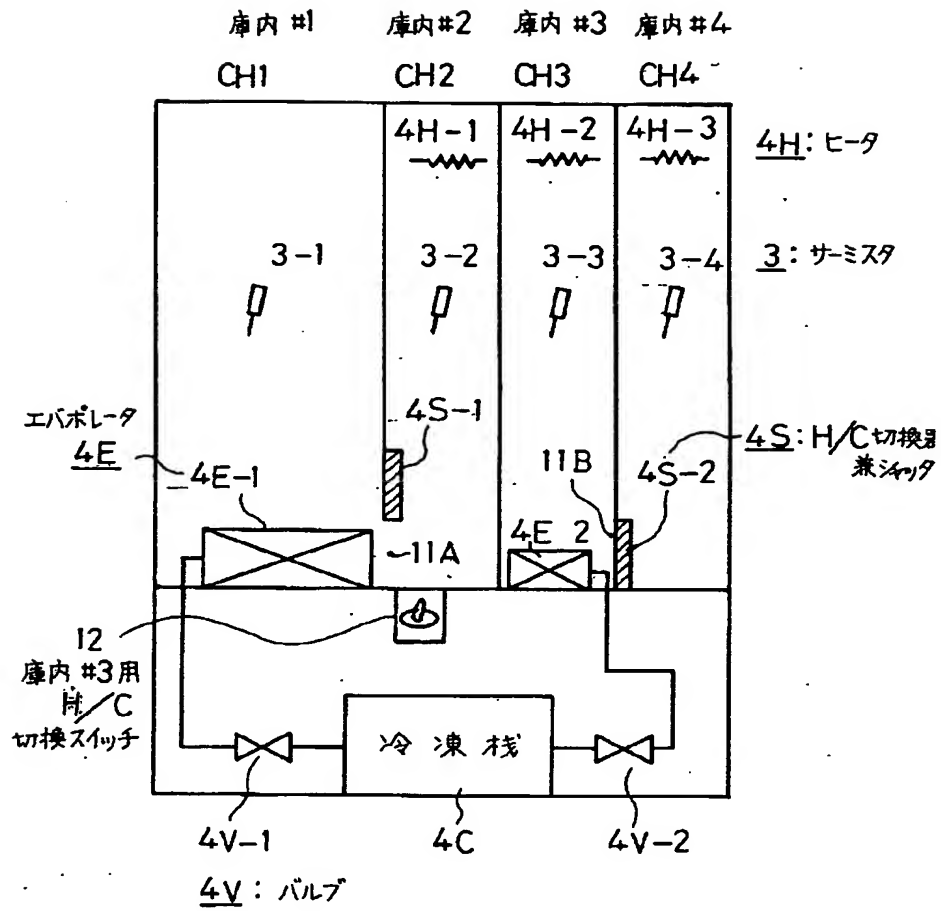 庫内 #1 庫内 #2 庫内 #3 庫内 #4
CH1 CH2 CH3 CH4
4H-1 4H-2 4H-3
4H: ヒータ
3-1 3-2 3-3 3-4
3: サーミスタ
エバポレータ
4E
4E-1
4S-1
11B
4S-2
4S: H/C切換器
兼シャッタ
11A
4E 2
12
庫内 #3用
H/C
切換スイッチ
冷凍桟
4V-1 4C 4V-2
4V: バルブ